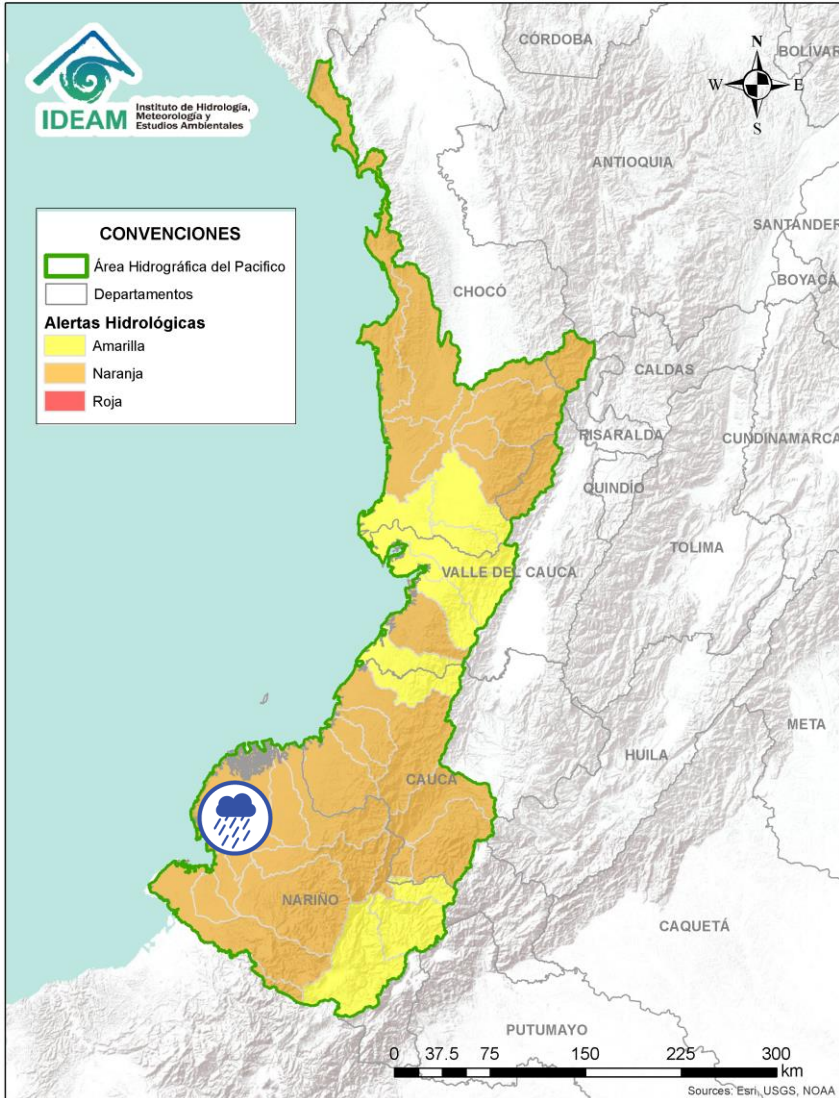 IDEAM
Instituto de Hidrología,
Meteorología y
Estudios Ambientales
CÓRDOBA
BOLÍVAR
N
W
E
S
ANTIOQUIA
SANTANDER
BOYACÁ
CONVENCIONES
Área Hidrográfica del Pacifico
Departamentos
Alertas Hidrológicas
Amarilla
Naranja
Roja
CHOCÓ
CALDAS
RISARALDA
CUNDINAMARCA
QUINDÍO
TOLIMA
VALLE DEL CAUCA
META
HUILA
CAUCA
NARIÑO
CAQUETÁ
PUTUMAYO
0 37.5 75 150 225 300
km
Sources: Esri, USGS, NOAA